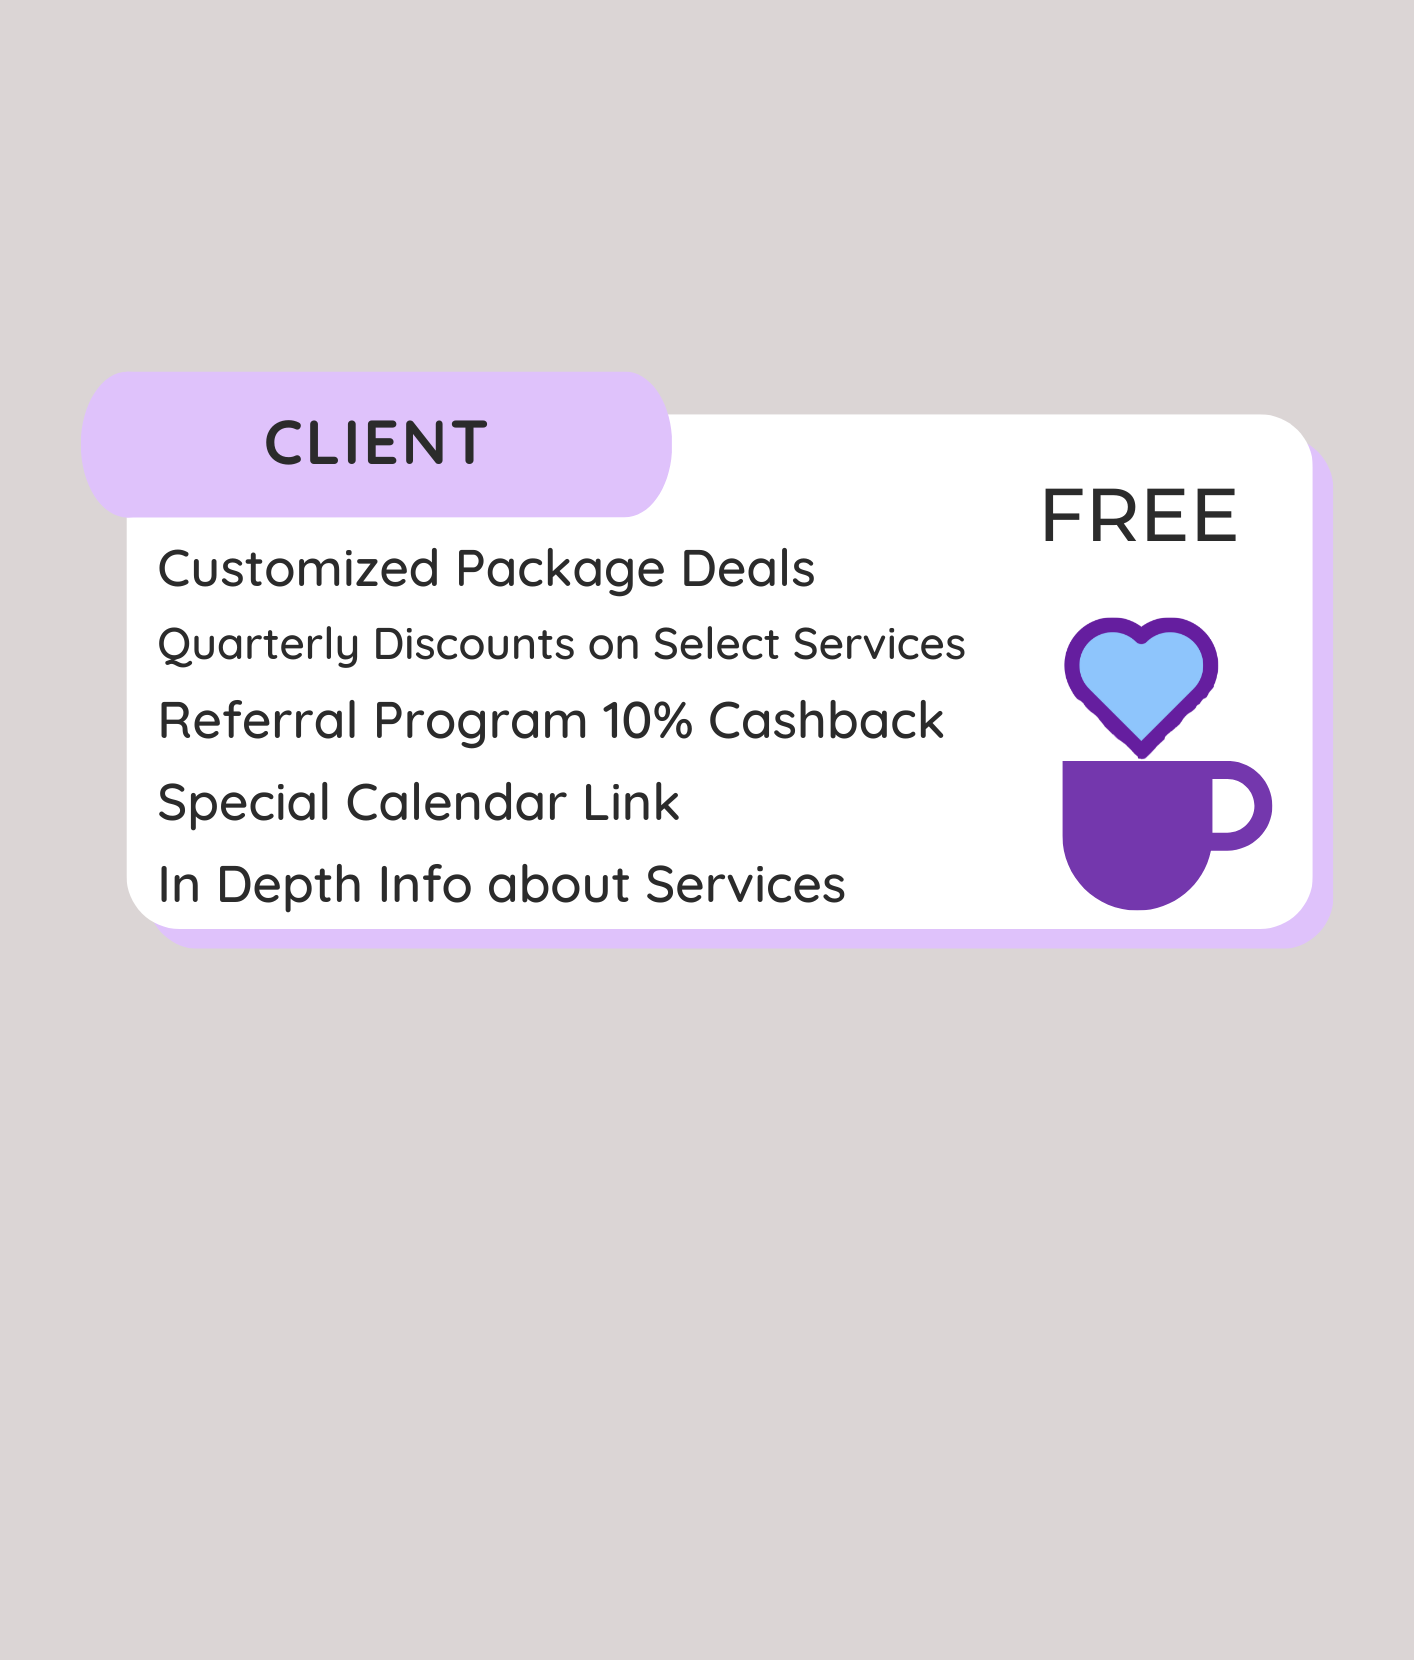 CLIENT
FREE
Customized Package Deals
Quarterly Discounts on Select Services
Referral Program 10% Cashback
Special Calendar Link
In Depth Info about Services